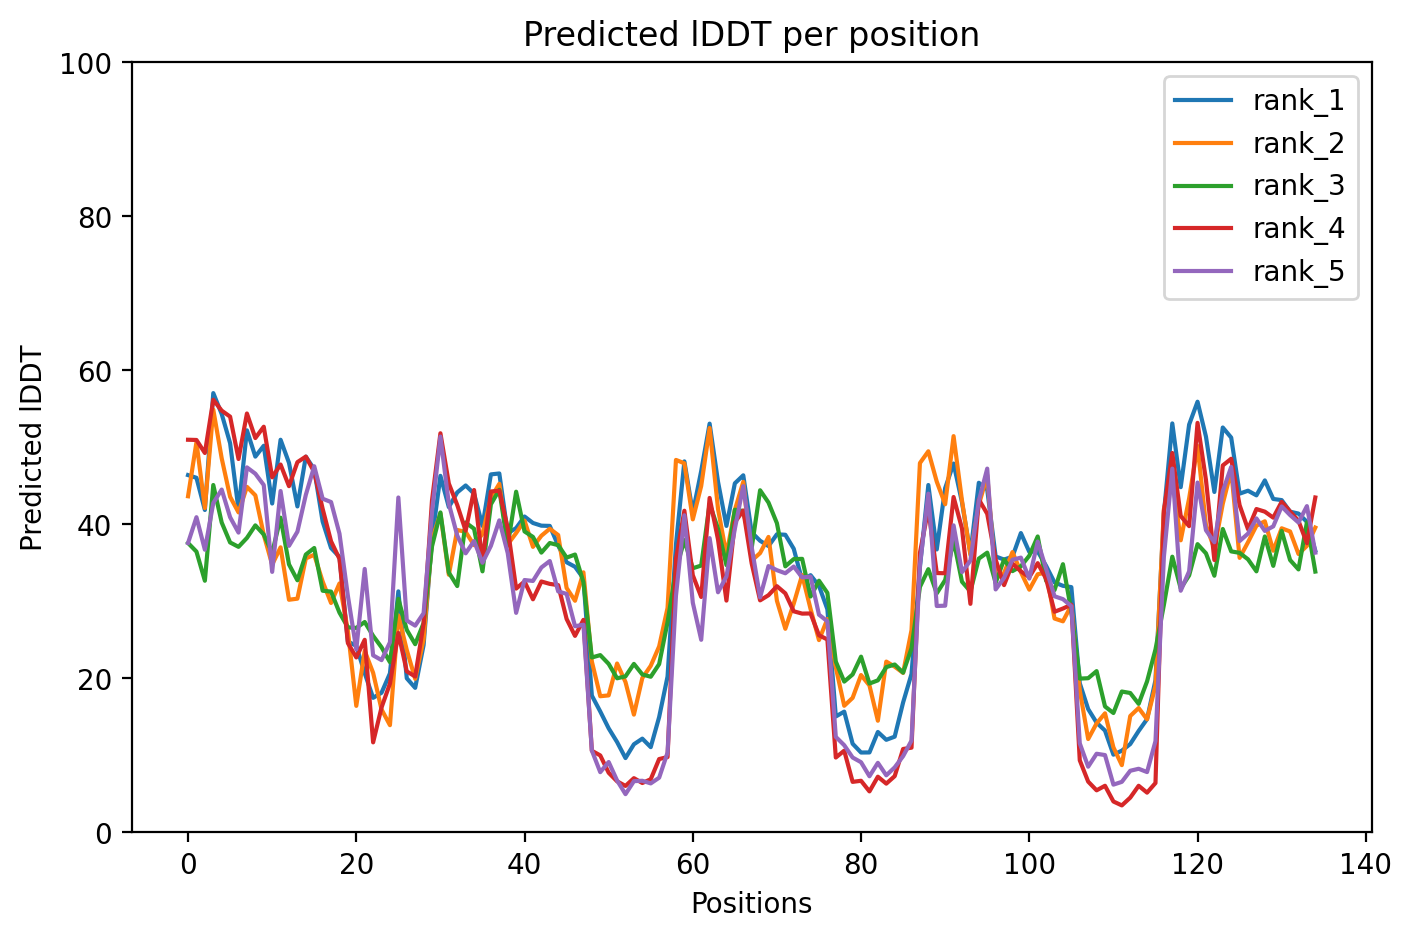 Predicted lDDT per position
100
80
60
40
20
0
Predicted lDDT
0 20 40 60 80 100 120 140
Positions
rank_1
rank_2
rank_3
rank_4
rank_5